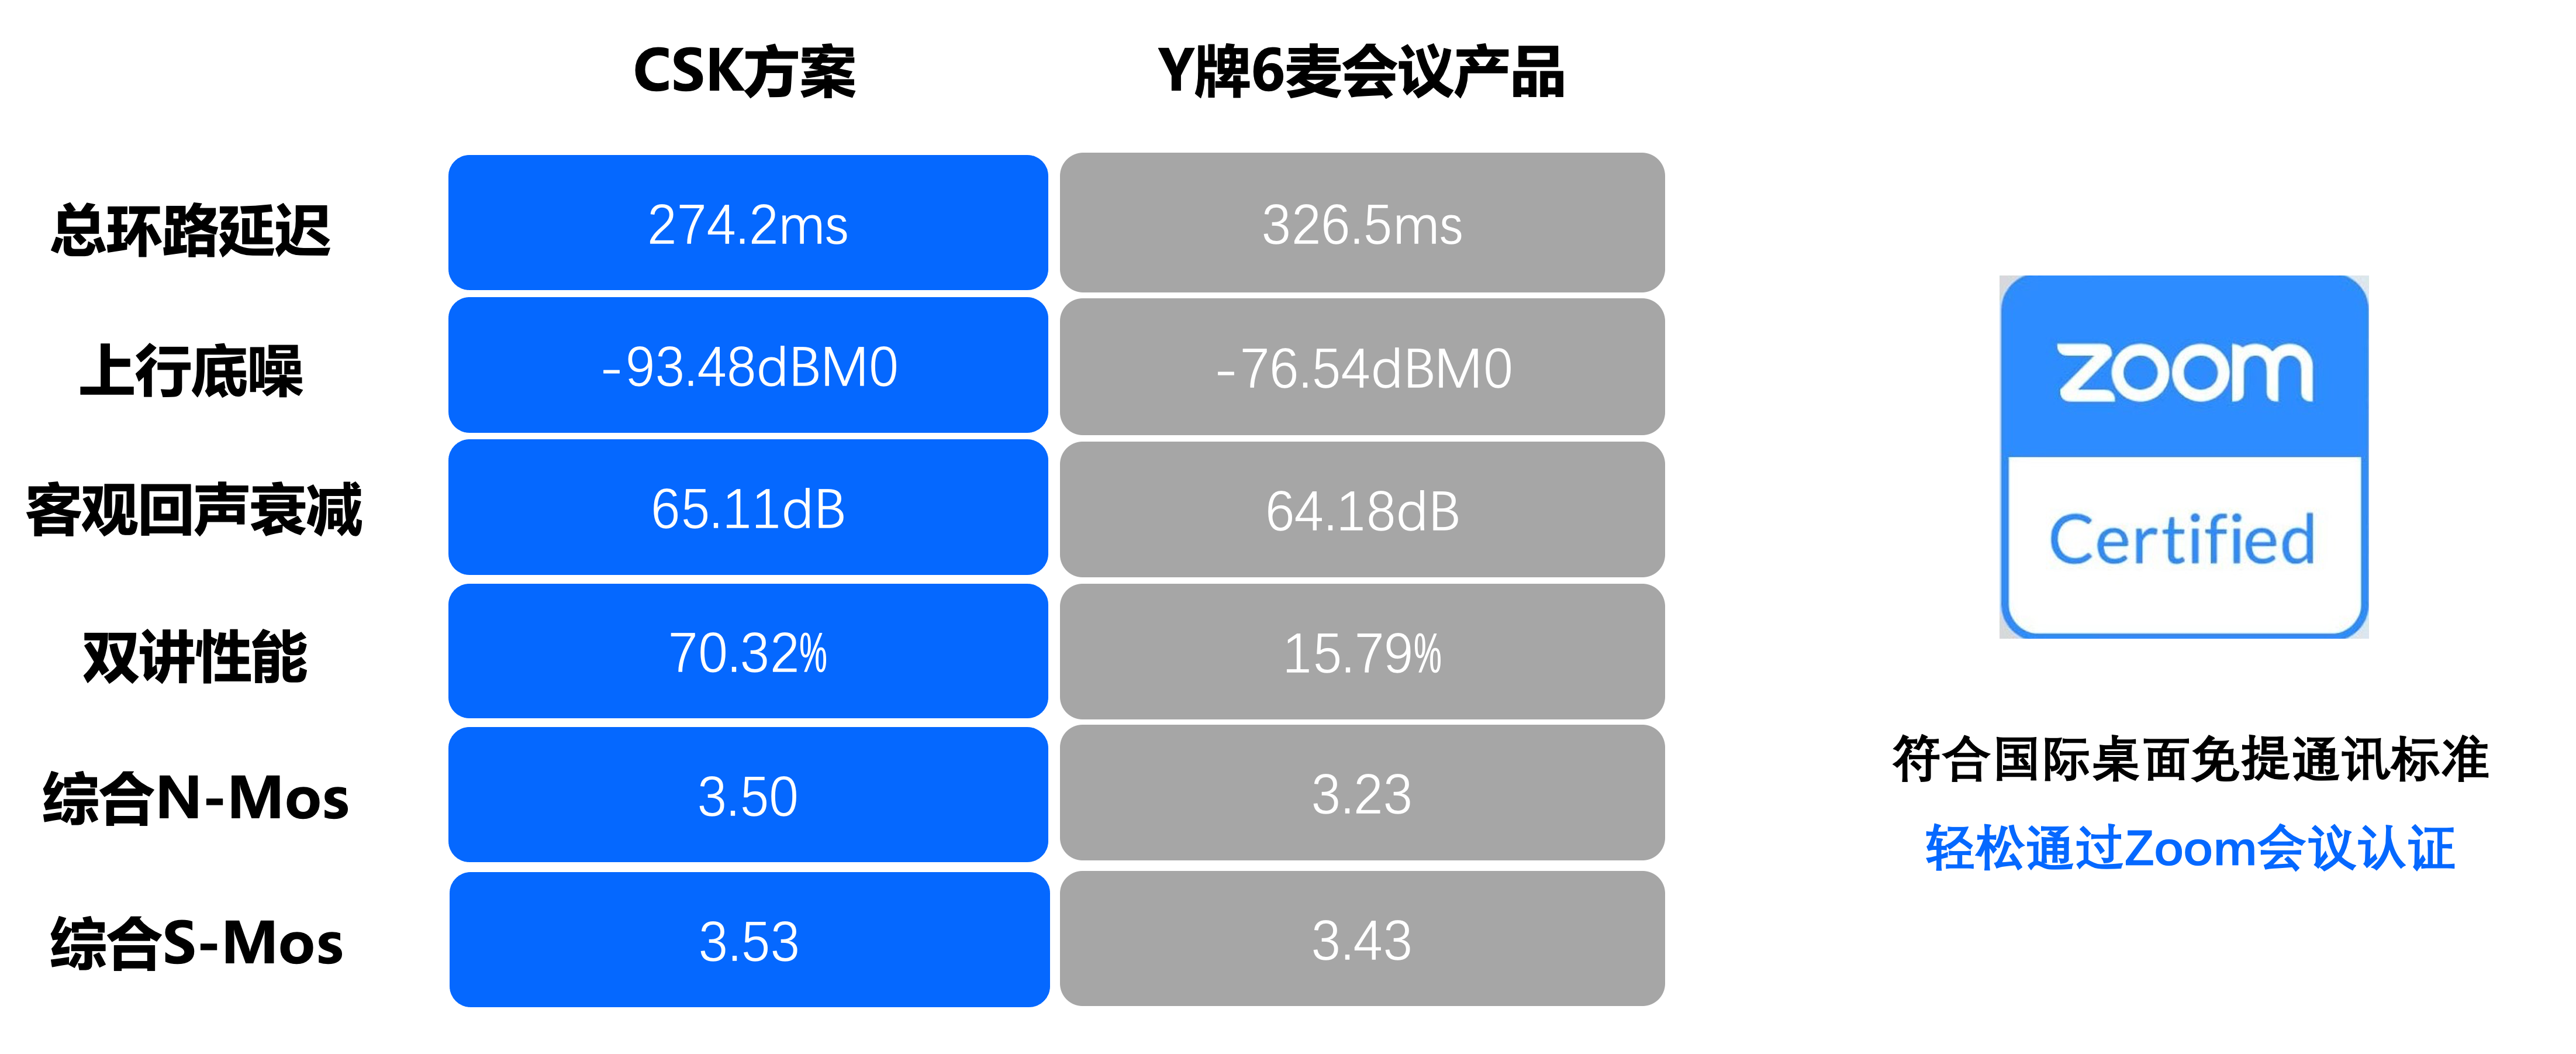 CSK方案 Y牌6麦会议产品
总环路延迟 274.2ms 326.5ms
上行底噪 -93.48dBM0 -76.54dBM0
客观回声衰减 65.11dB 64.18dB
双讲性能 70.32% 15.79%
综合N-Mos 3.50 3.23
综合S-Mos 3.53 3.43
zoom
Certified
符合国际桌面免提通讯标准
轻松通过Zoom会议认证